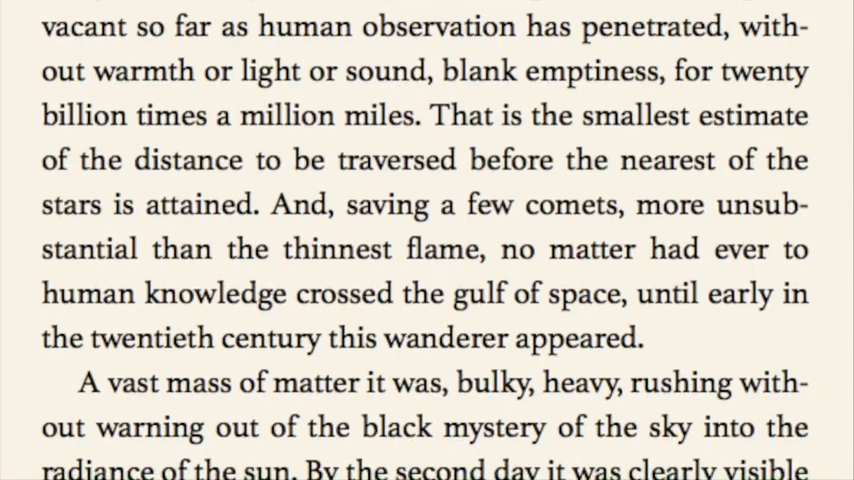 vacant so far as human observation has penetrated, with-
out warmth or light or sound, blank emptiness, for twenty
billion times a million miles. That is the smallest estimate
of the distance to be traversed before the nearest of the
stars is attained. And, saving a few comets, more unsub-
stantial than the thinnest flame, no matter had ever to
human knowledge crossed the gulf of space, until early in
the twentieth century this wanderer appeared.
A vast mass of matter it was, bulky, heavy, rushing with-
out warning out of the black mystery of the sky into the
radiance of the sun. By the second day it was clearly visible